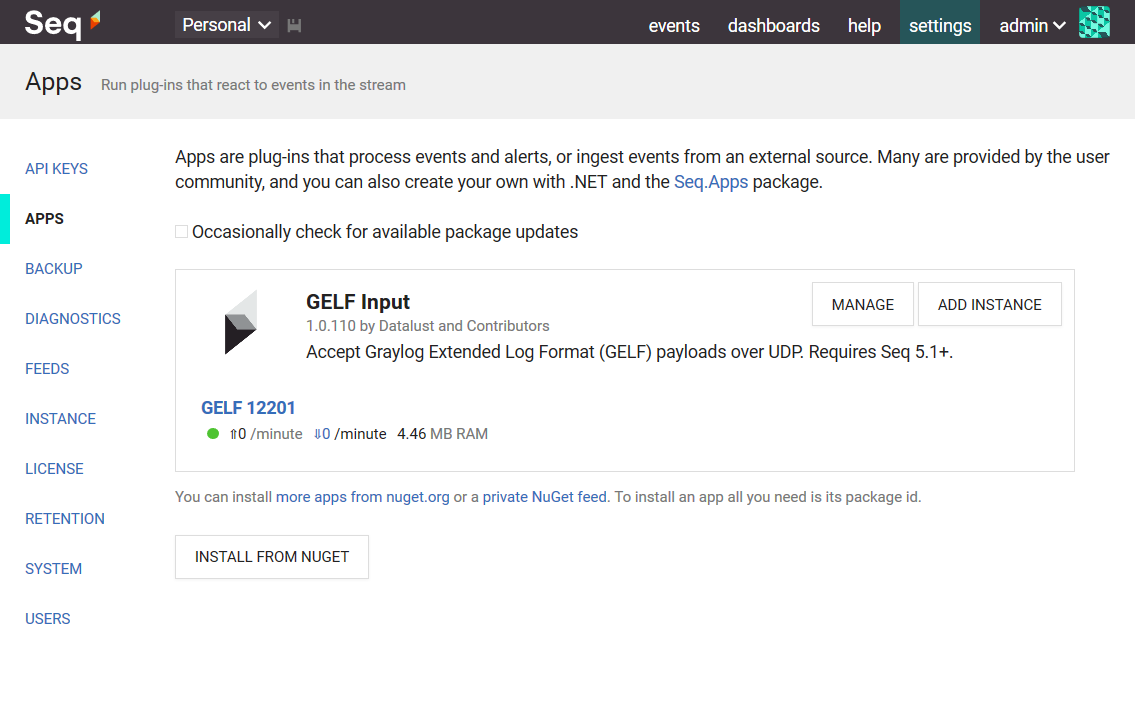 Seq
Personal
events
dashboards
help
settings
admin
Apps Run plug-ins that react to events in the stream
API KEYS
APPS
BACKUP
DIAGNOSTICS
FEEDS
INSTANCE
LICENSE
RETENTION
SYSTEM
USERS
Apps are plug-ins that process events and alerts, or ingest events from an external source. Many are provided by the user
community, and you can also create your own with .NET and the Seq.Apps package.
Occasionally check for available package updates
GELF Input
1.0.110 by Datalust and Contributors
Accept Graylog Extended Log Format (GELF) payloads over UDP. Requires Seq 5.1+.
MANAGE
ADD INSTANCE
GELF 12201
⇑0 /minute ⇓0 /minute 4.46 MB RAM
You can install more apps from nuget.org or a private NuGet feed. To install an app all you need is its package id.
INSTALL FROM NUGET